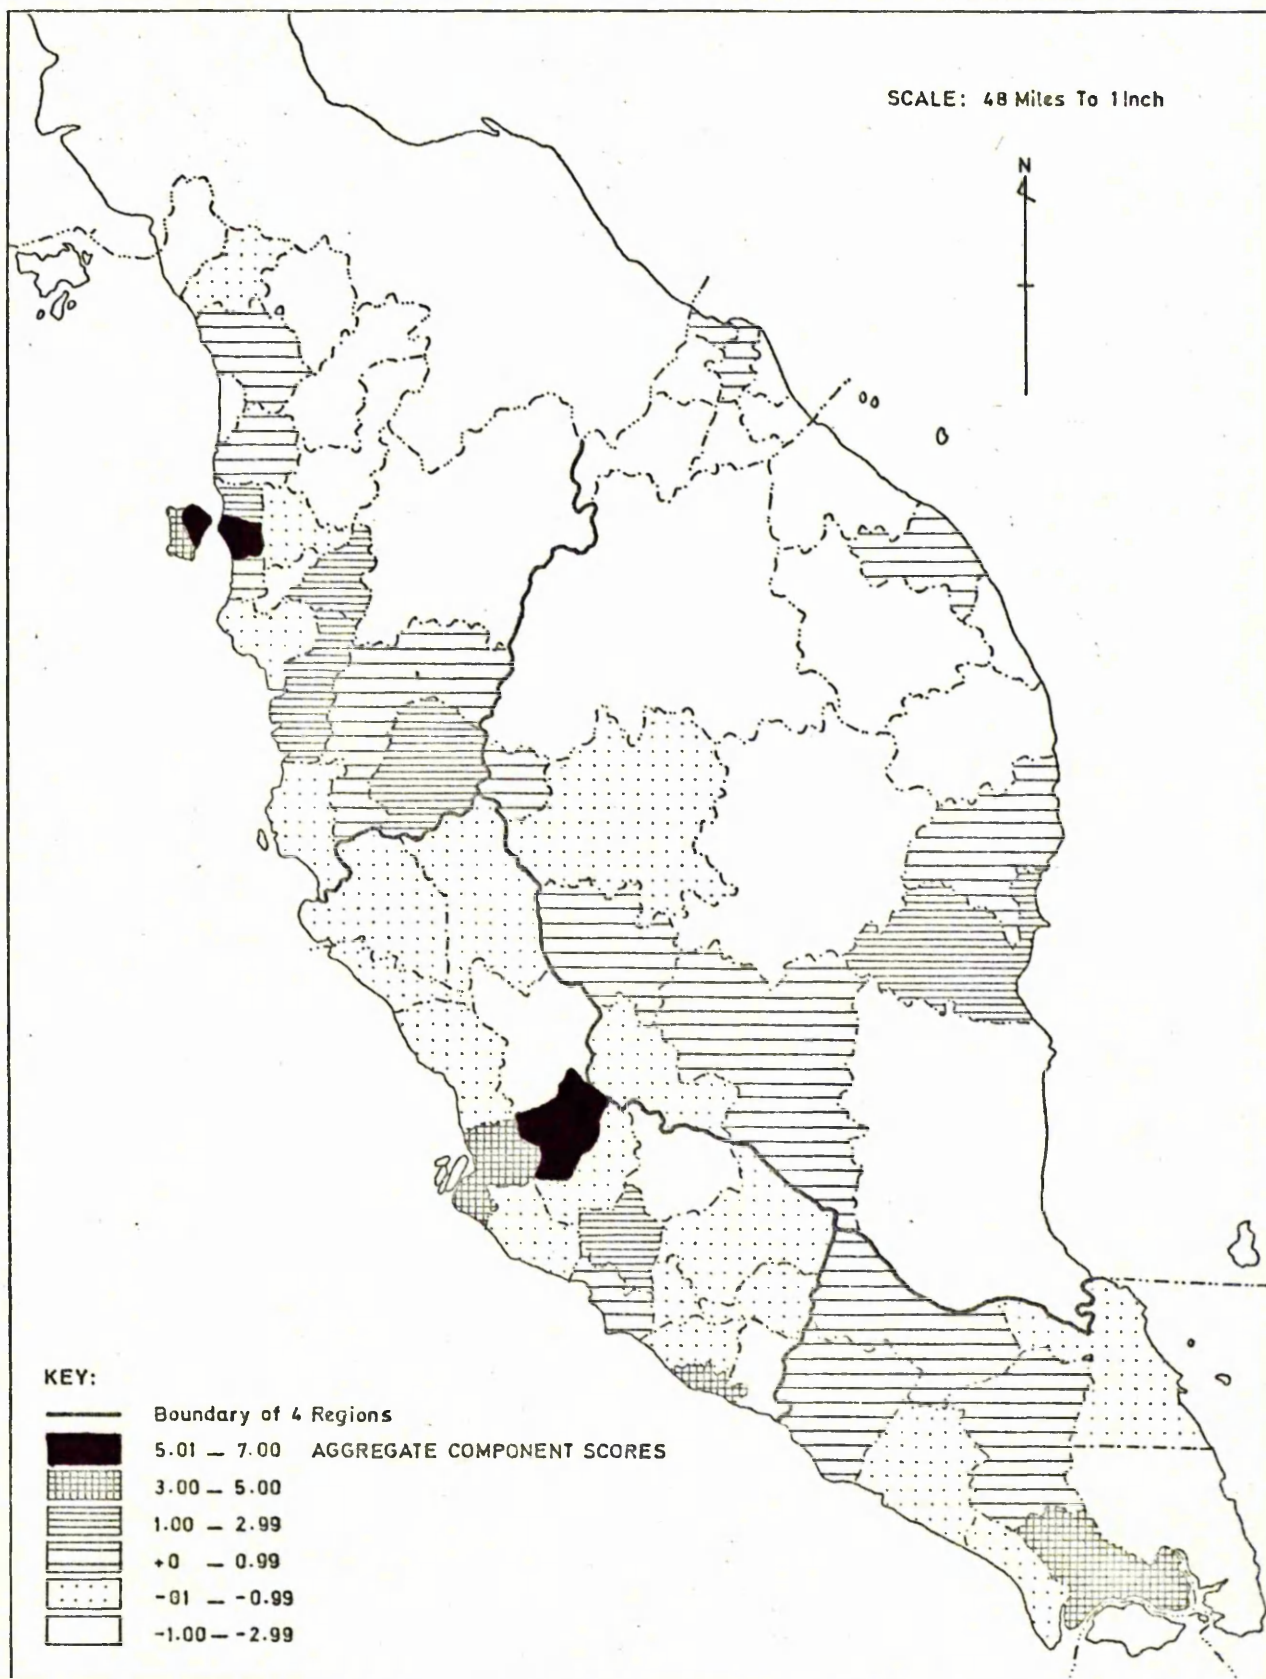 SCALE: 48 Miles To 1 Inch
N
KEY:
Boundary of 4 Regions
5.01 — 7.00 AGGREGATE COMPONENT SCORES
3.00 — 5.00
1.00 — 2.99
+0 — 0.99
-01 — -0.99
-1.00 — -2.99